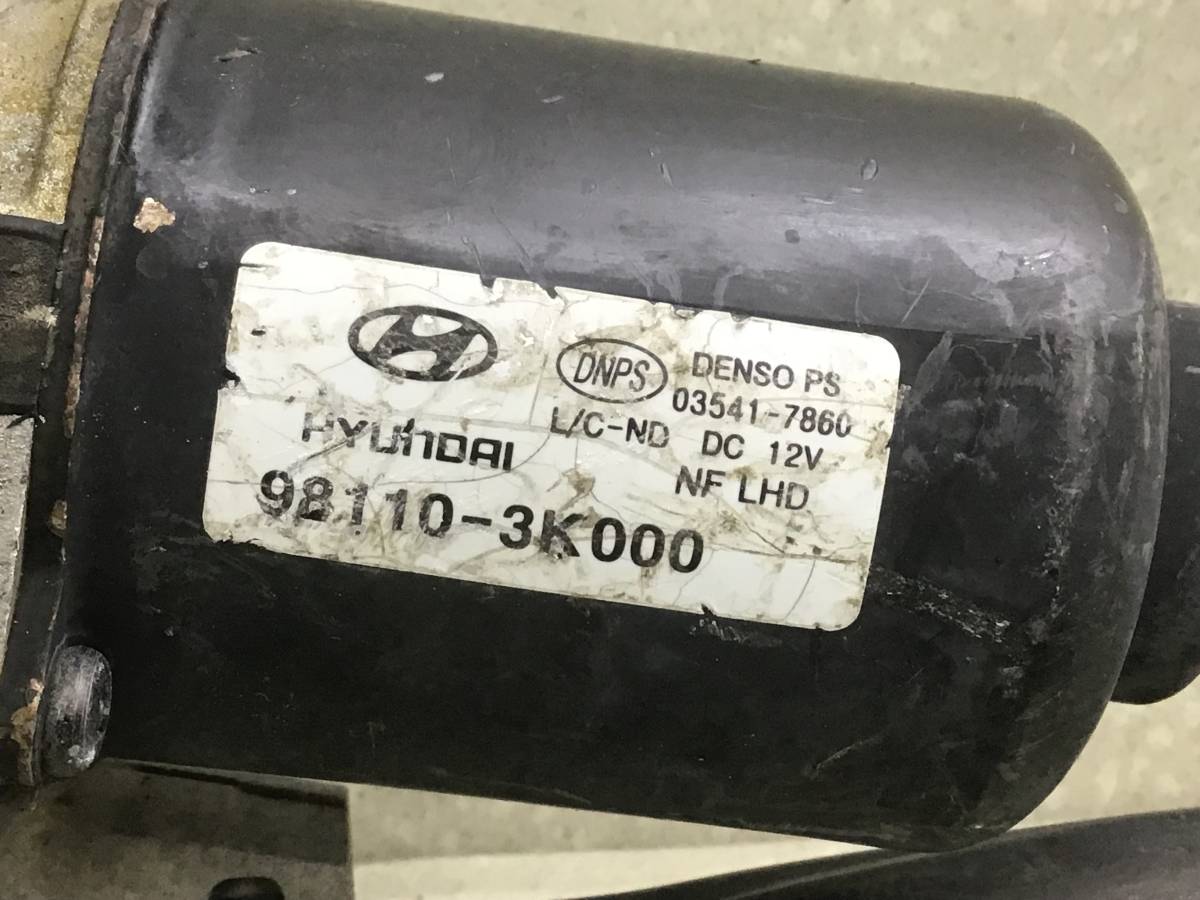 HYUNDAI
98110-3K000
DNPS
DENSO PS
03541-7860
L/C-ND DC 12V
NF LHD